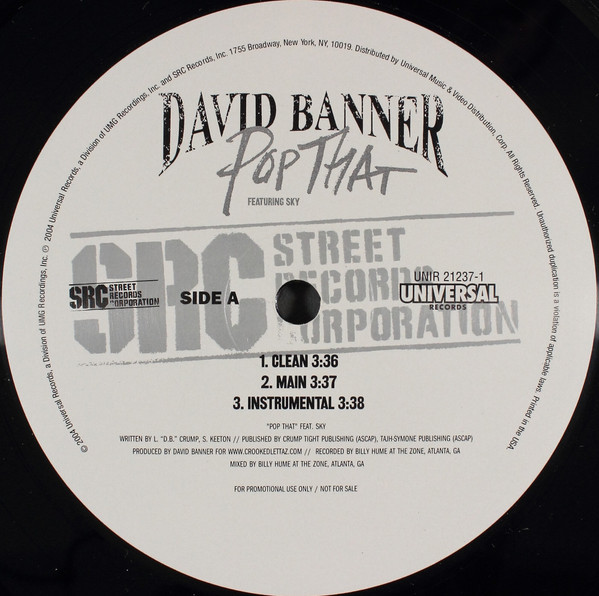 ℗ 2004 Universal Records, a Division of UMG Recordings, Inc. and SRC Records, Inc. 1755 Broadway, New York, NY, 10019. Distributed by Universal Music & Video Distribution, Corp. All Rights Reserved. Unauthorized duplication is a violation of applicable laws. Printed in the USA.
© 2004 Universal Records, a Division of UMG Recordings, Inc.
DAVID BANNER
POP THAT
FEATURING SKY
SRC STREET
RECORDS
CORPORATION
SRC STREET
RECORDS
CORPORATION
SIDE A
UNIR 21237-1
UNIVERSAL
RECORDS
1. CLEAN 3:36
2. MAIN 3:37
3. INSTRUMENTAL 3:38
"POP THAT" FEAT. SKY
WRITTEN BY L. "D.B." CRUMP, S. KEETON // PUBLISHED BY CRUMP TIGHT PUBLISHING (ASCAP), TAJH-SYMONE PUBLISHING (ASCAP)
PRODUCED BY DAVID BANNER FOR WWW.CROOKEDLETTAZ.COM // RECORDED BY BILLY HUME AT THE ZONE, ATLANTA, GA
MIXED BY BILLY HUME AT THE ZONE, ATLANTA, GA
FOR PROMOTIONAL USE ONLY / NOT FOR SALE